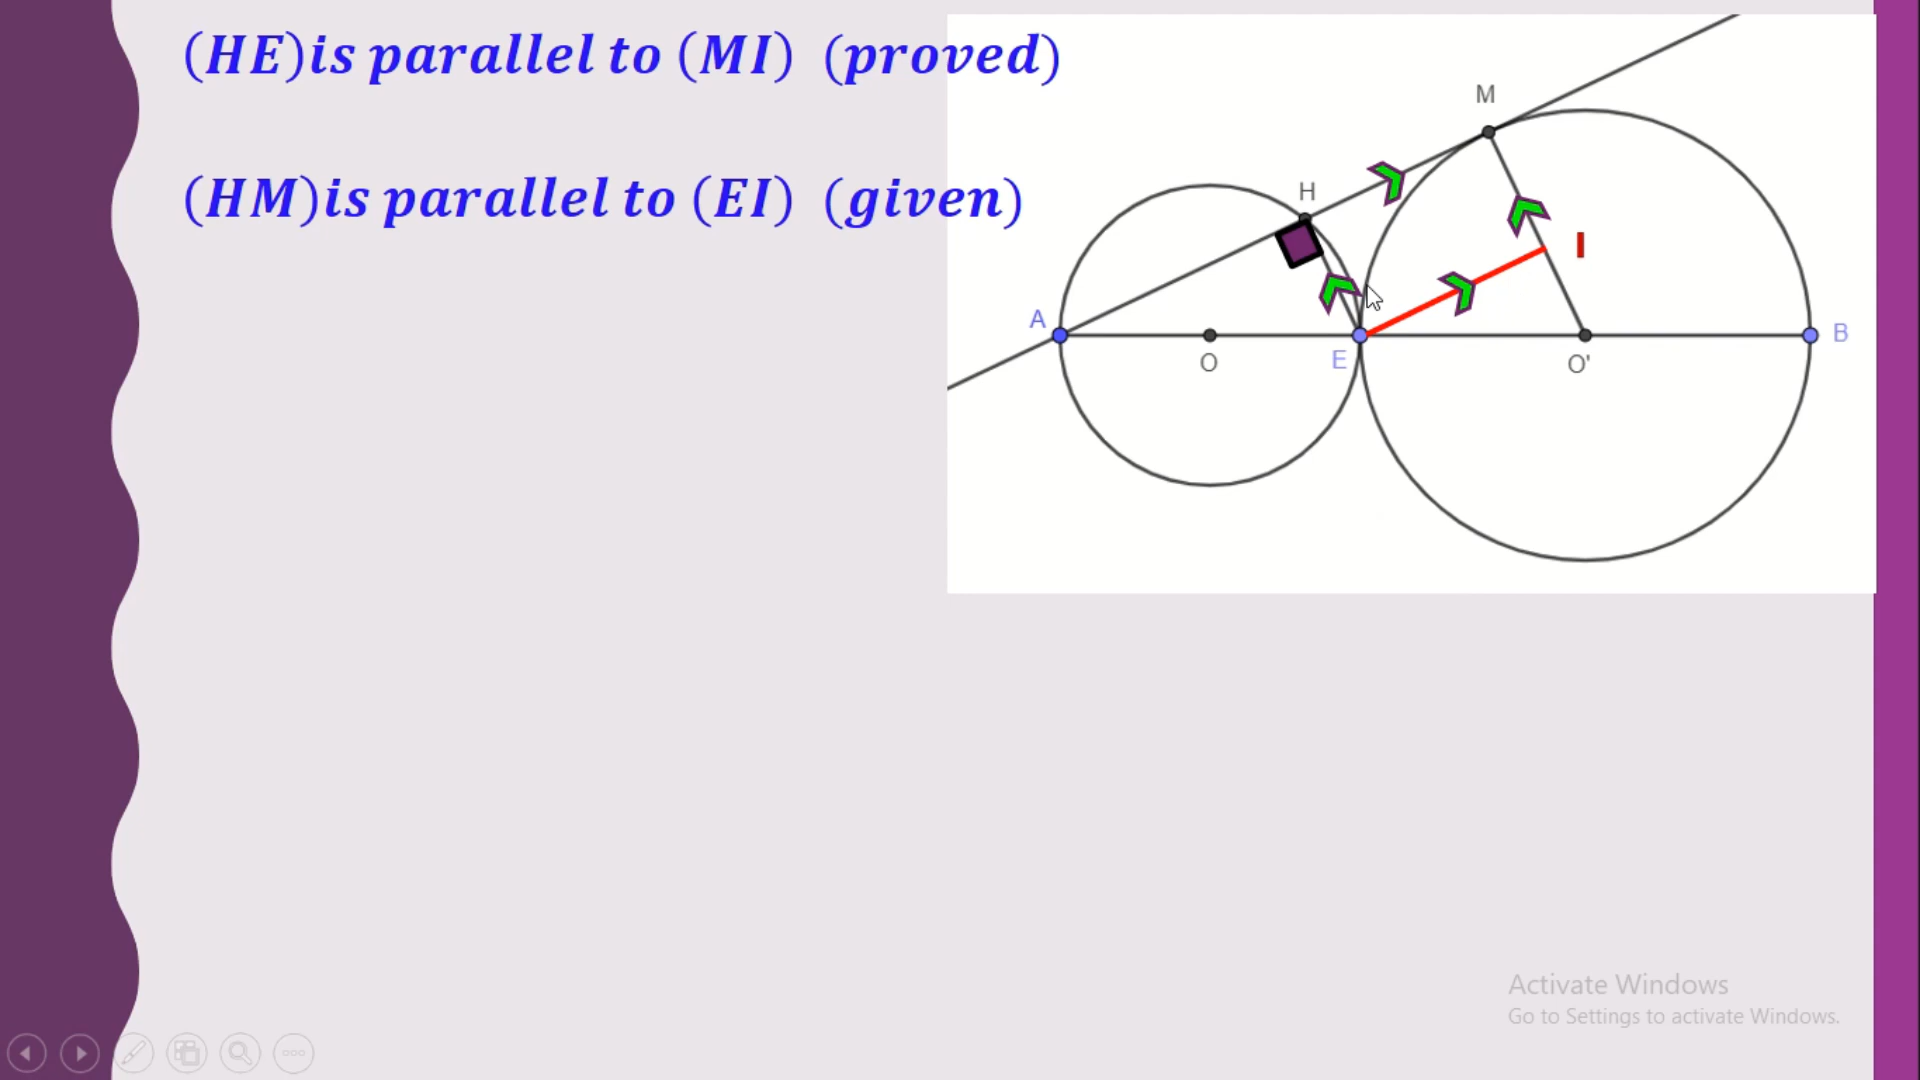 (HE)is parallel to (MI) (proved)
(HM)is parallel to (EI) (given)
M
H
I
A
B
O
E
O'
Activate Windows
Go to Settings to activate Windows.